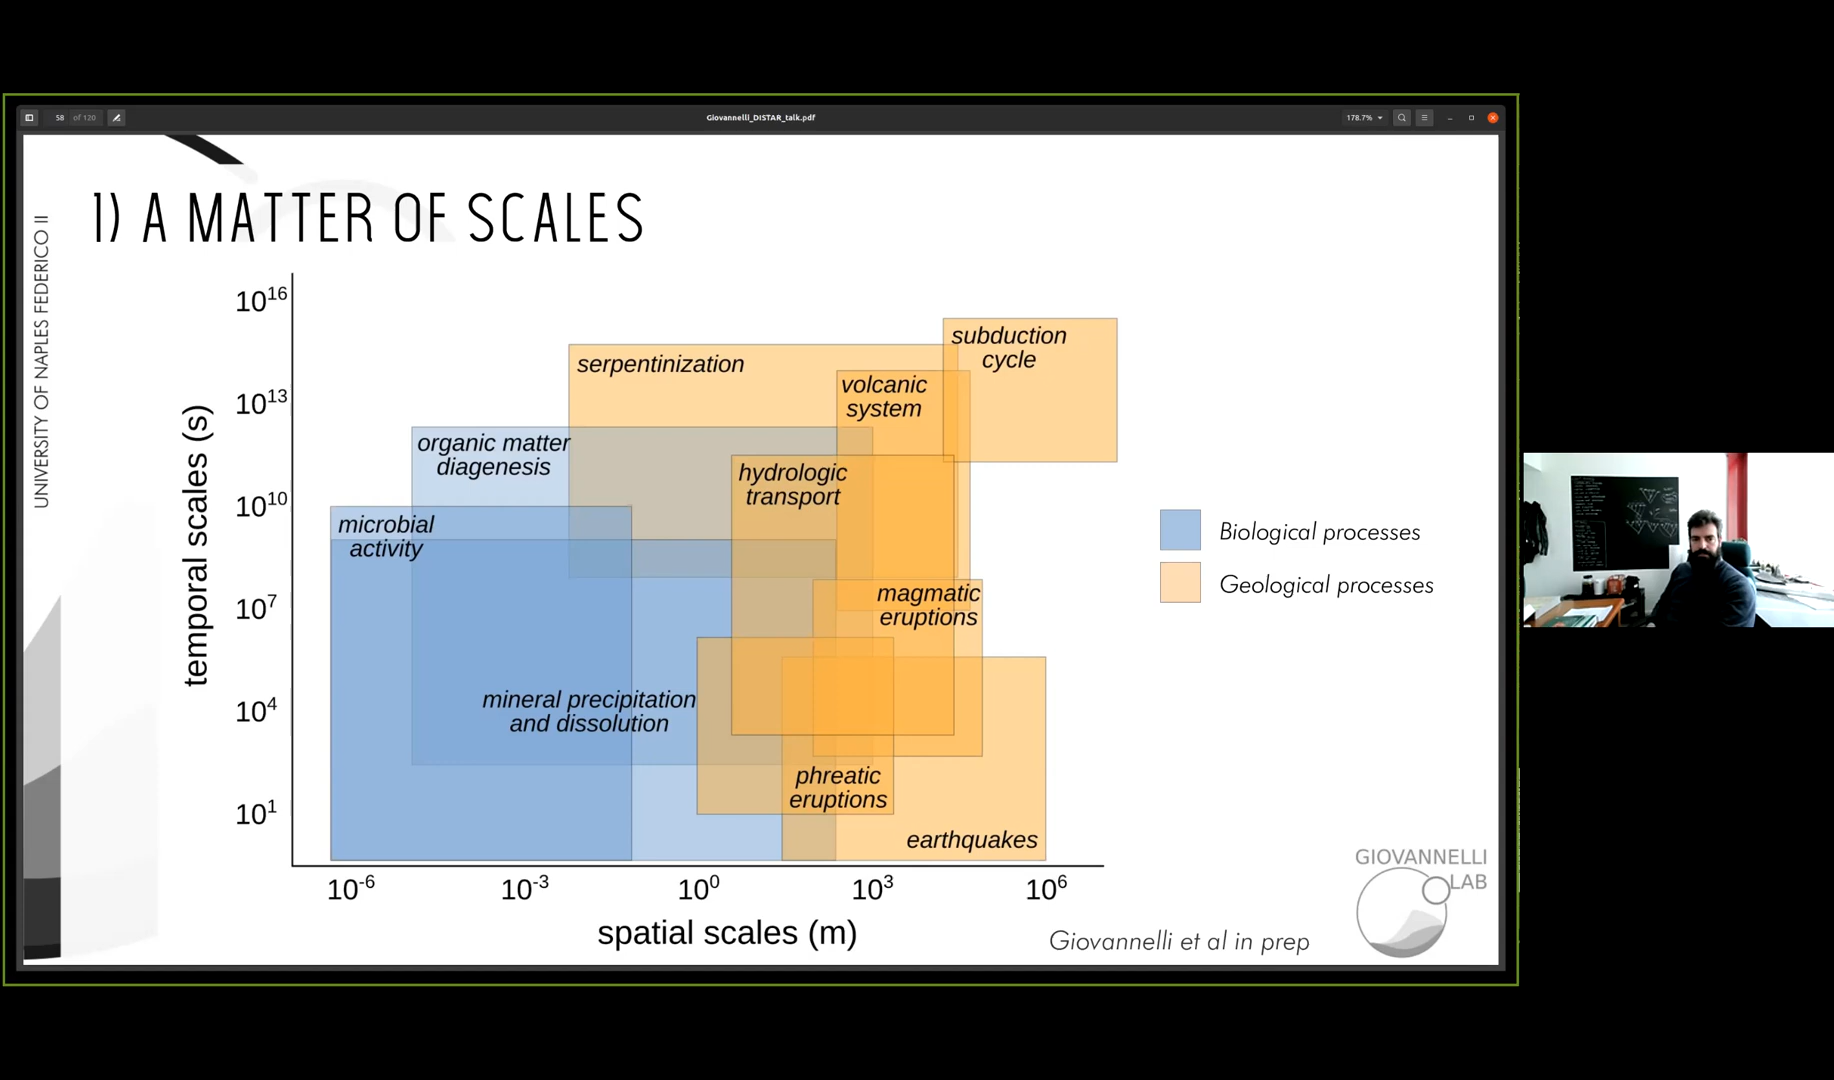 58 of 120
Giovannelli_DISTAR_talk.pdf
178.7%
UNIVERSITY OF NAPLES FEDERICO II
1) A MATTER OF SCALES
temporal scales (s)
10^16
10^13
10^10
10^7
10^4
10^1
subduction
cycle
serpentinization
volcanic
system
organic matter
diagenesis
hydrologic
transport
microbial
activity
magmatic
eruptions
mineral precipitation
and dissolution
phreatic
eruptions
earthquakes
10^-6 10^-3 10^0 10^3 10^6
spatial scales (m)
Biological processes
Geological processes
Giovannelli et al in prep
GIOVANNELLI
LAB